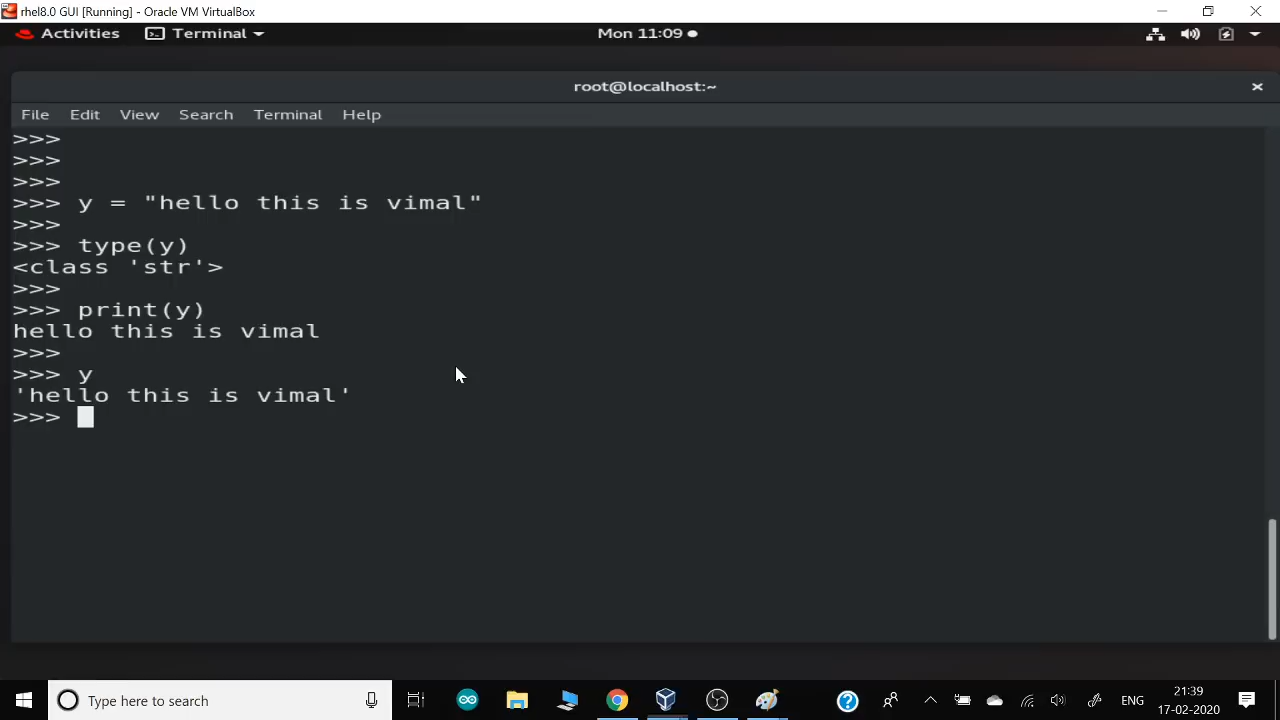 rhel8.0 GUI [Running] - Oracle VM VirtualBox
Activities Terminal Mon 11:09
root@localhost:~
File Edit View Search Terminal Help
>>>
>>>
>>>
>>> y = "hello this is vimal"
>>>
>>> type(y)
<class 'str'>
>>>
>>> print(y)
hello this is vimal
>>>
>>> y
'hello this is vimal'
>>>
Type here to search
ENG
21:39
17-02-2020